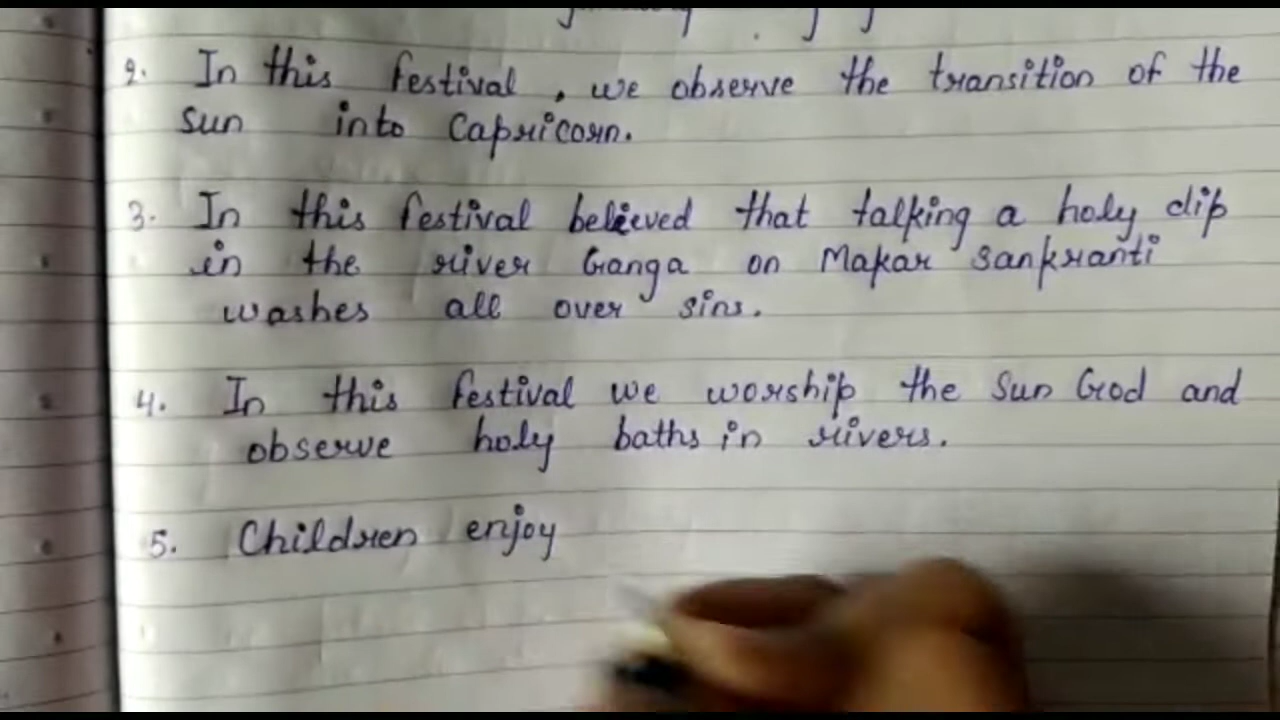 2. In this festival, we observe the transition of the
sun into Capricorn.
3. In this festival believed that talking a holy dip
in the river Ganga on Makar Sankranti
washes all over sins.
4. In this festival we worship the Sun God and
observe holy baths in rivers.
5. Children enjoy